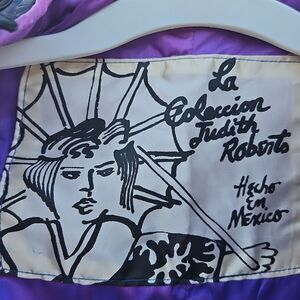 La
Coleccion
Judith
Roberts
Hecho
En
Mexico